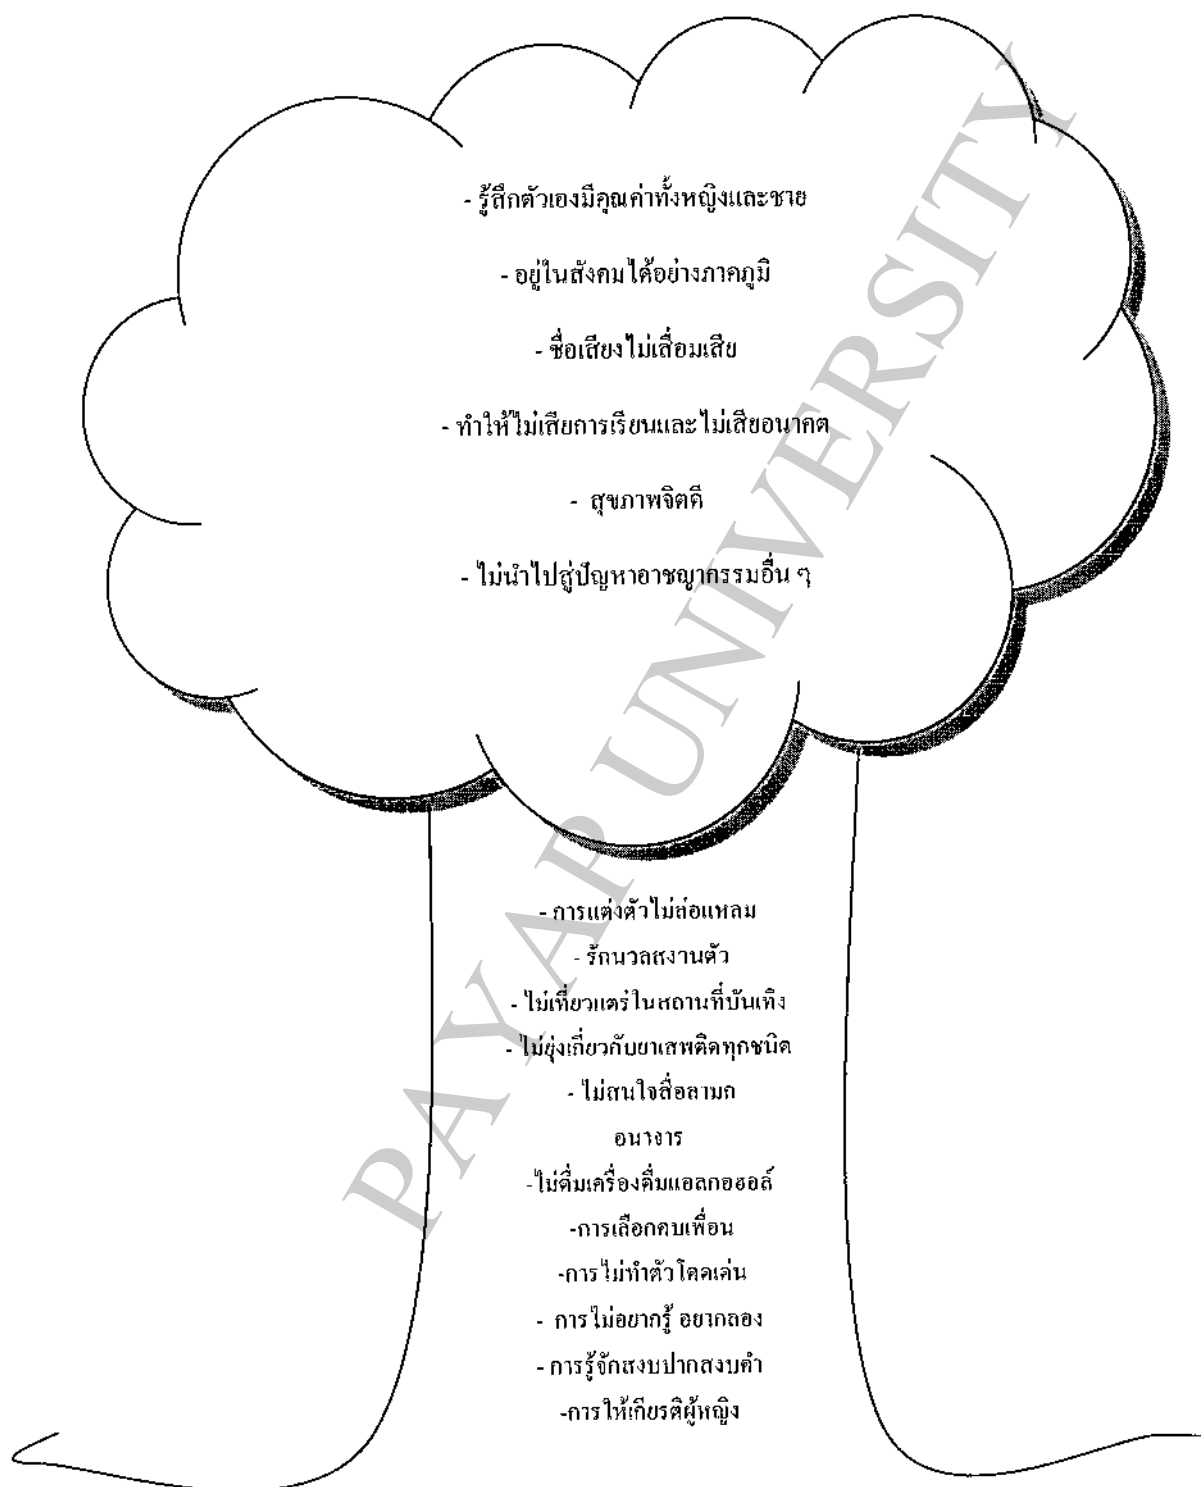 - รู้สึกตัวเองมีคุณค่าทั้งหญิงและชาย
- อยู่ในสังคมได้อย่างภาคภูมิ
- ชื่อเสียงไม่เสื่อมเสีย
- ทำให้ไม่เสียการเรียนและไม่เสียอนาคต
- สุขภาพจิตดี
- ไม่นำไปสู่ปัญหาอาชญากรรมอื่น ๆ
PAYAP UNIVERSITY
- การแต่งตัวไม่ล่อแหลม
- รักนวลสงวนตัว
- ไม่เที่ยวเตร่ในสถานที่บันเทิง
- ไม่ยุ่งเกี่ยวกับยาเสพติดทุกชนิด
- ไม่สนใจสื่อลามก
อนาจาร
-ไม่ดื่มเครื่องดื่มแอลกอฮอล์
-การเลือกคบเพื่อน
-การไม่ทำตัวโดดเด่น
- การไม่อยากรู้ อยากลอง
- การรู้จักสงบปากสงบคำ
-การให้เกียรติผู้หญิง